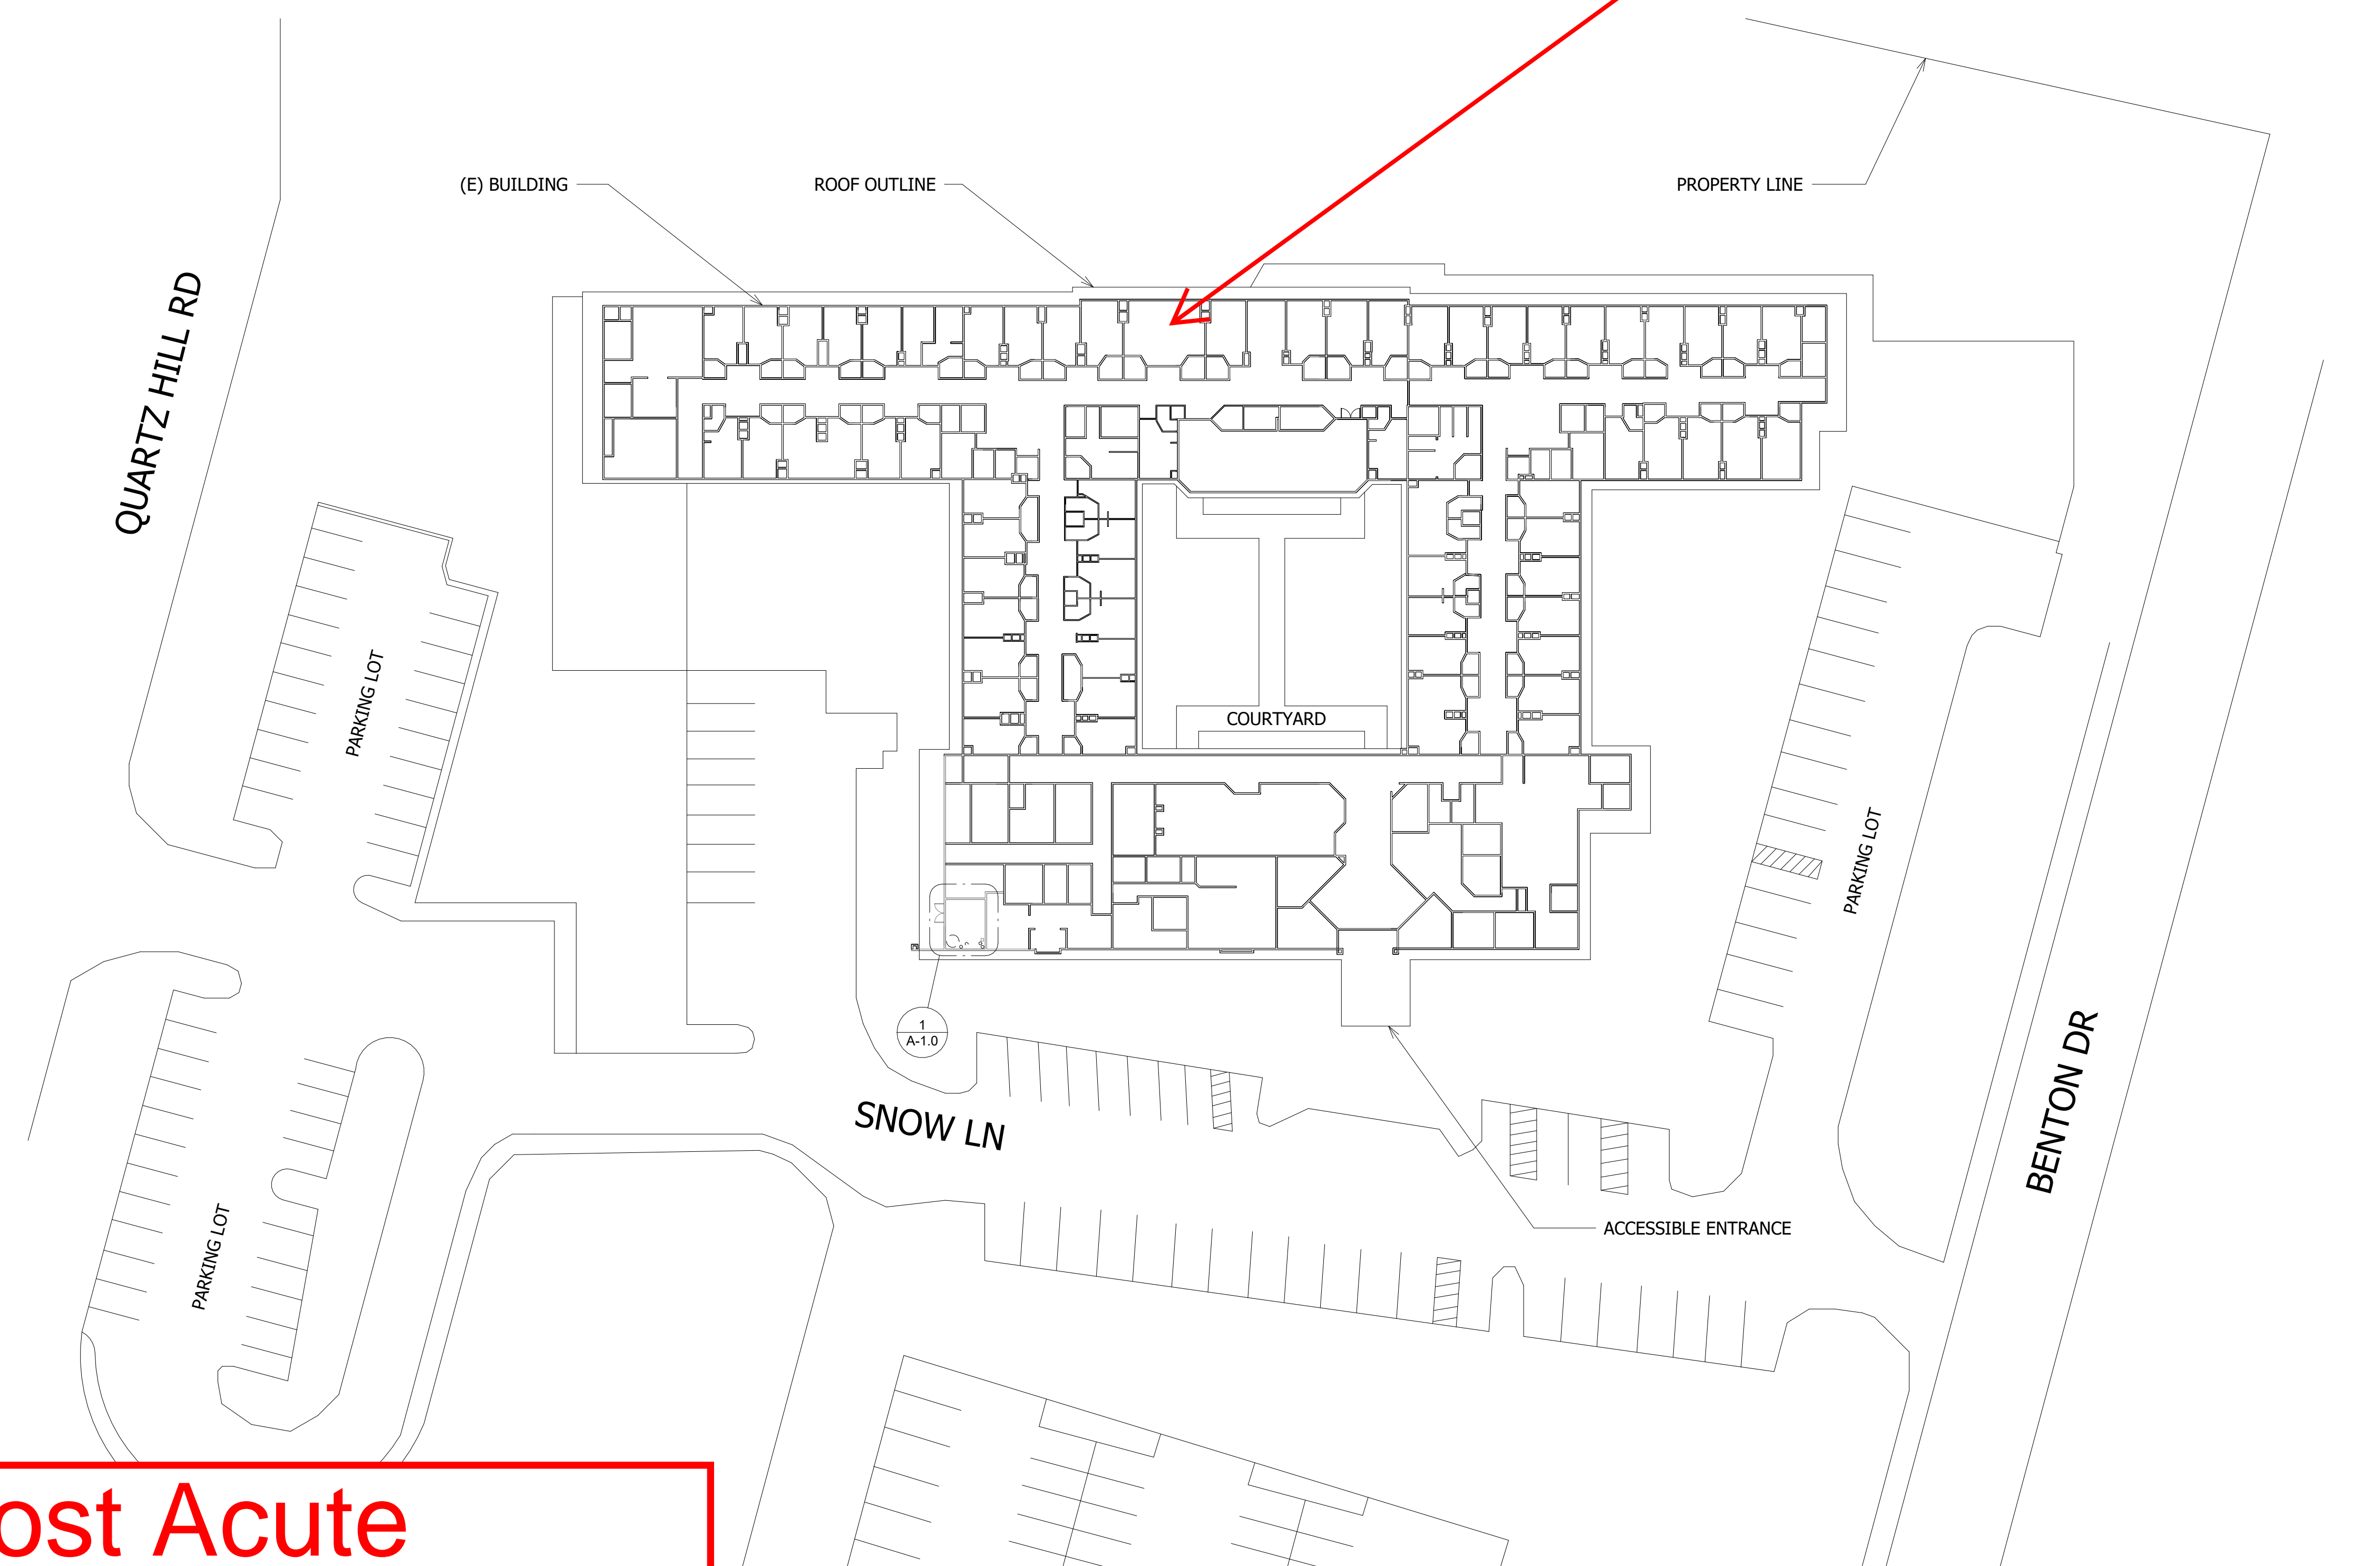 (E) BUILDING
ROOF OUTLINE
PROPERTY LINE
QUARTZ HILL RD
PARKING LOT
COURTYARD
PARKING LOT
1
A-1.0
SNOW LN
BENTON DR
PARKING LOT
ACCESSIBLE ENTRANCE
ost Acute